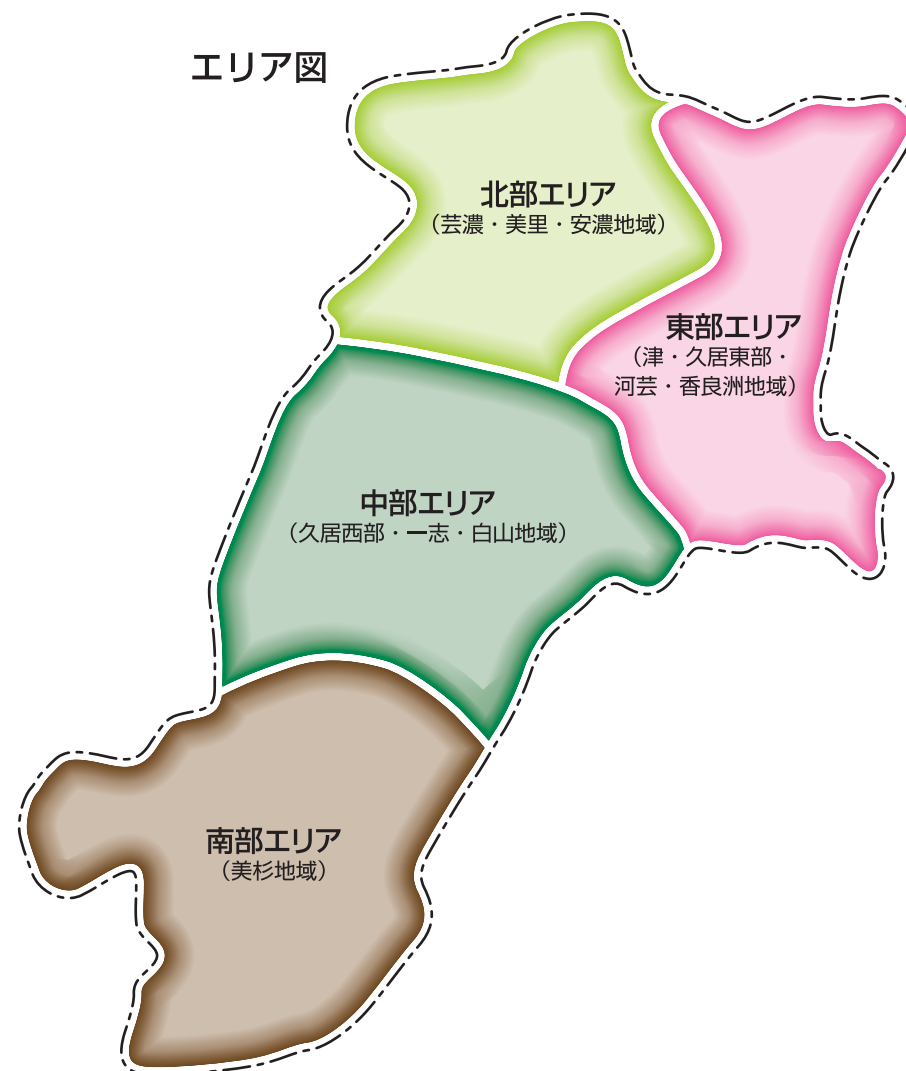 エリア図
北部エリア
（芸濃・美里・安濃地域）
東部エリア
（津・久居東部・
河芸・香良洲地域）
中部エリア
（久居西部・一志・白山地域）
南部エリア
（美杉地域）